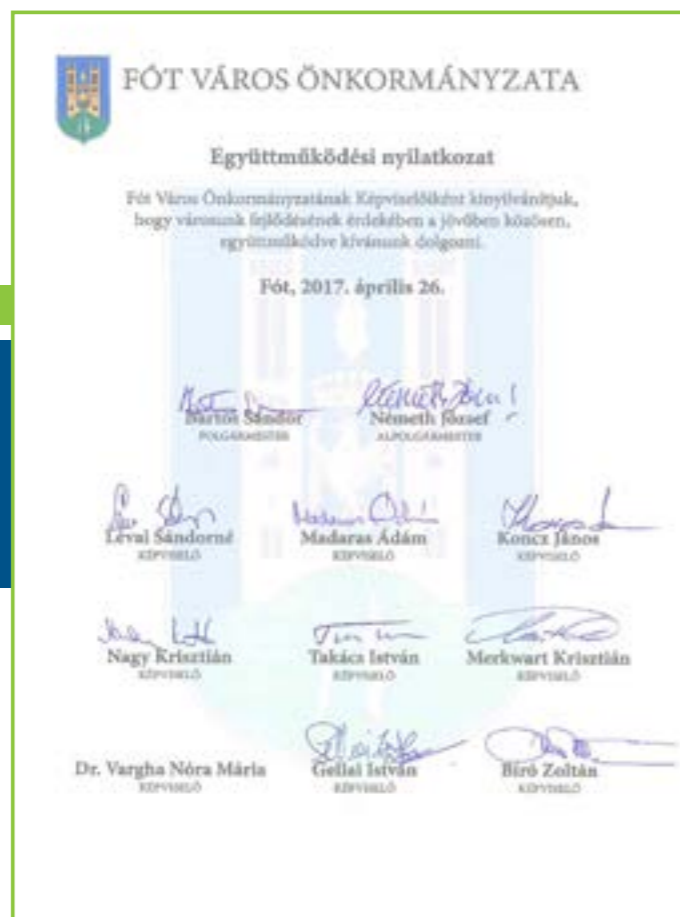 FÓT VÁROS ÖNKORMÁNYZATA
Együttműködési nyilatkozat
Fót Város Önkormányzatának Képviselőiként kinyilvánítjuk,
hogy városunk fejlődésének érdekében a jövőben közösen,
együttműködve kívánunk dolgozni.
Fót, 2017. április 26.
Bartos Sándor Németh József
POLGÁRMESTER ALPOLGÁRMESTER
Lévai Sándorné Madaras Ádám Koncz János
KÉPVISELŐ KÉPVISELŐ KÉPVISELŐ
Nagy Krisztián Takács István Merkwart Krisztián
KÉPVISELŐ KÉPVISELŐ KÉPVISELŐ
Dr. Vargha Nóra Mária Gellai István Bíró Zoltán
KÉPVISELŐ KÉPVISELŐ KÉPVISELŐ